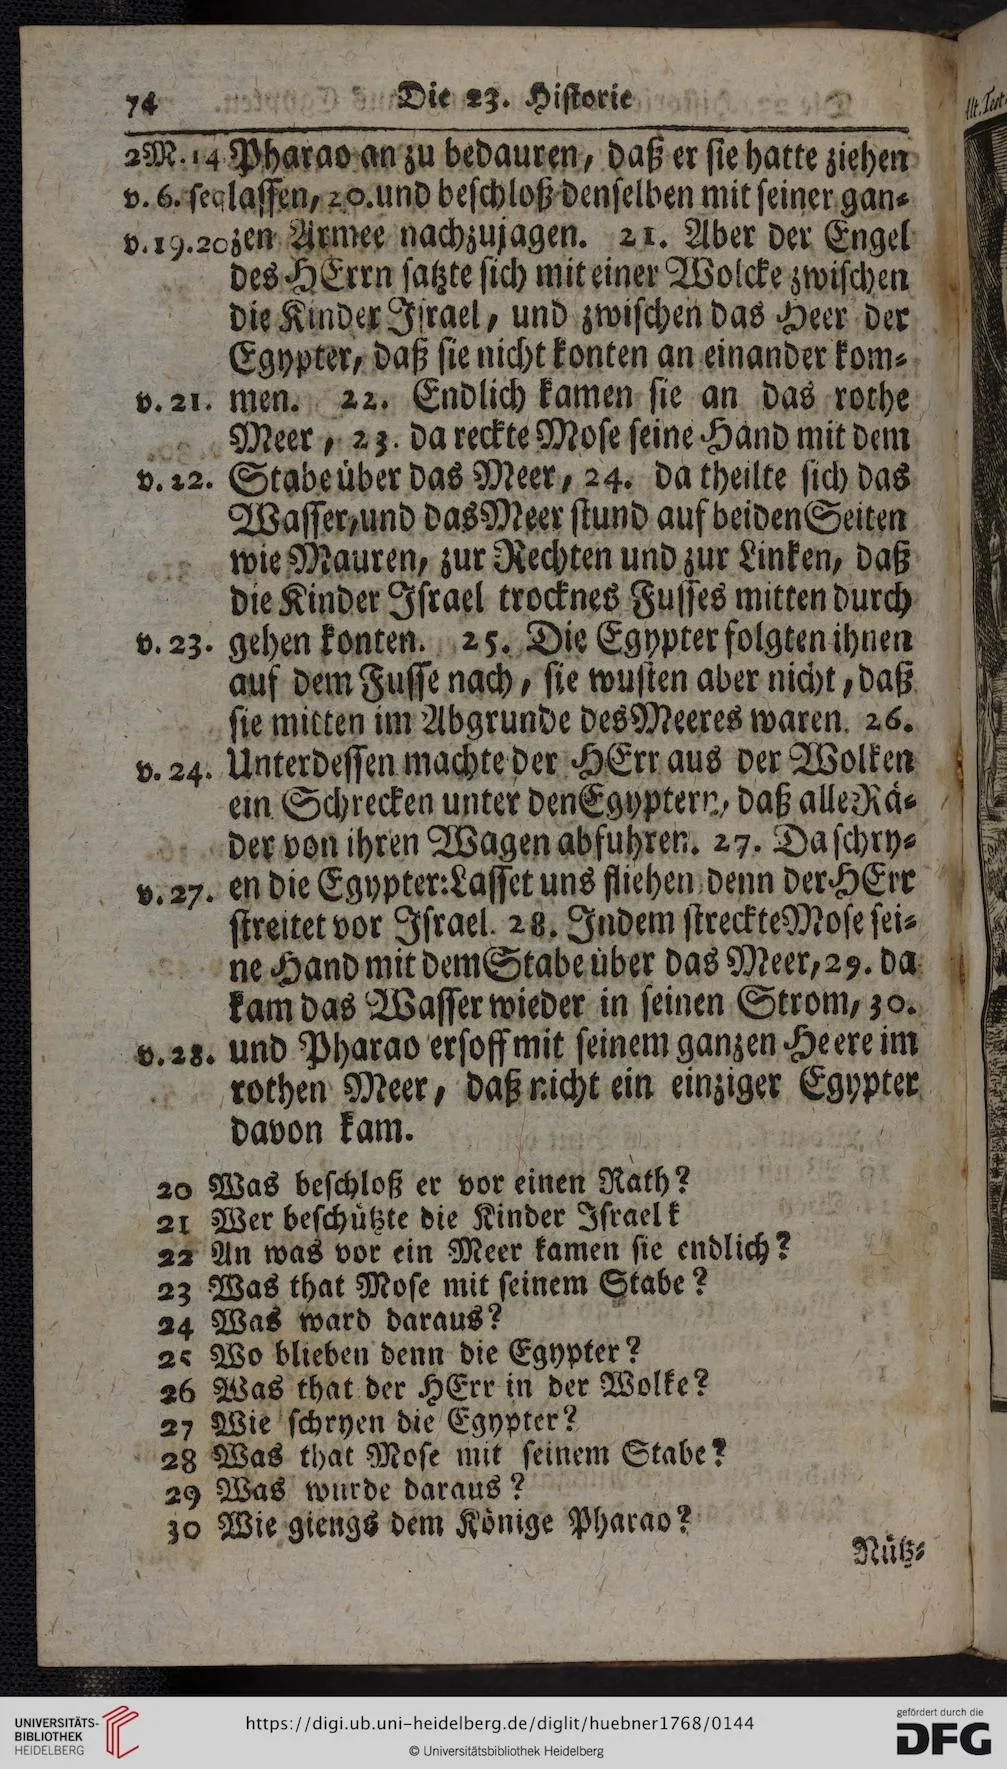 74 Die 23. Historie
2M. 14 Pharao an zu bedauren, daß er sie hatte ziehen
v. 6. seq lassen, 20. und beschloß denselben mit seiner gan⸗
v. 19. 20 zen Armee nachzujagen. 21. Aber der Engel
des HErrn satzte sich mit einer Wolcke zwischen
die Kinder Israel, und zwischen das Heer der
Egypter, daß sie nicht konten an einander kom⸗
v. 21. men. 22. Endlich kamen sie an das rothe
Meer, 23. da reckte Mose seine Hand mit dem
v. 22. Stabe über das Meer, 24. da theilte sich das
Wasser, und das Meer stund auf beiden Seiten
wie Mauren, zur Rechten und zur Linken, daß
die Kinder Israel trocknes Fusses mitten durch
v. 23. gehen konten. 25. Die Egypter folgten ihnen
auf dem Fusse nach, sie wusten aber nicht, daß
sie mitten im Abgrunde des Meeres waren. 26.
v. 24. Unterdessen machte der HErr aus der Wolken
ein Schrecken unter den Egyptern, daß alle Rä⸗
der von ihren Wagen abfuhren. 27. Da schry⸗
v. 27. en die Egypter: Lasset uns fliehen denn der HErr
streitet vor Israel. 28. Indem streckte Mose sei⸗
ne Hand mit dem Stabe über das Meer, 29. da
kam das Wasser wieder in seinen Strom, 30.
v. 28. und Pharao ersoff mit seinem ganzen Heere im
rothen Meer, daß nicht ein einziger Egypter
davon kam.
20 Was beschloß er vor einen Rath?
21 Wer beschützte die Kinder Israel k
22 An was vor ein Meer kamen sie endlich?
23 Was that Mose mit seinem Stabe?
24 Was ward daraus?
25 Wo blieben denn die Egypter?
26 Was that der HErr in der Wolke?
27 Wie schryen die Egypter?
28 Was that Mose mit seinem Stabe?
29 Was wurde daraus?
30 Wie giengs dem Könige Pharao?
Nütz⸗
Alt. Test.
UNIVERSITÄTS-
BIBLIOTHEK
HEIDELBERG
https://digi.ub.uni-heidelberg.de/diglit/huebner1768/0144
© Universitätsbibliothek Heidelberg
gefördert durch die
DFG